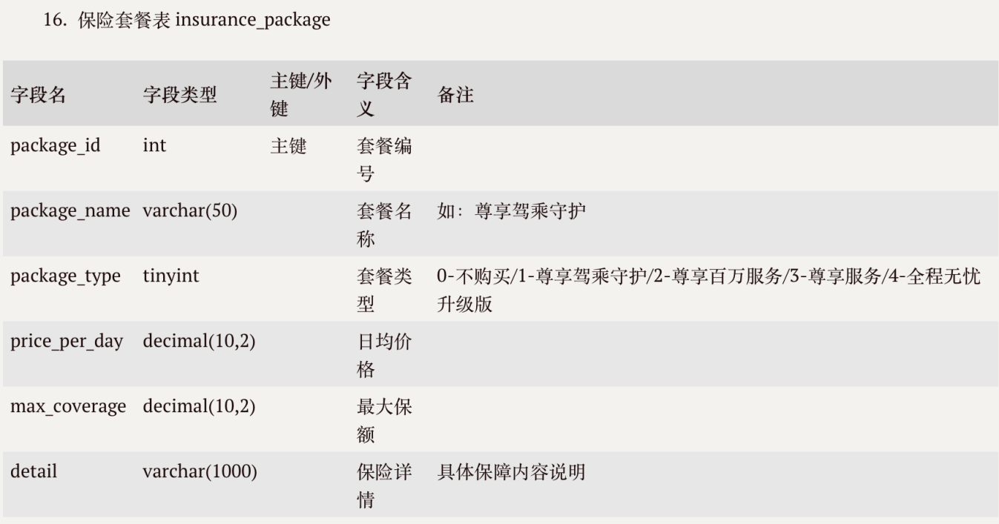 16. 保险套餐表 insurance_package
字段名 字段类型 主键/外键 字段含义 备注
package_id int 主键 套餐编号
package_name varchar(50) 套餐名称 如：尊享驾乘守护
package_type tinyint 套餐类型 0-不购买/1-尊享驾乘守护/2-尊享百万服务/3-尊享服务/4-全程无忧升级版
price_per_day decimal(10,2) 日均价格
max_coverage decimal(10,2) 最大保额
detail varchar(1000) 保险详情 具体保障内容说明